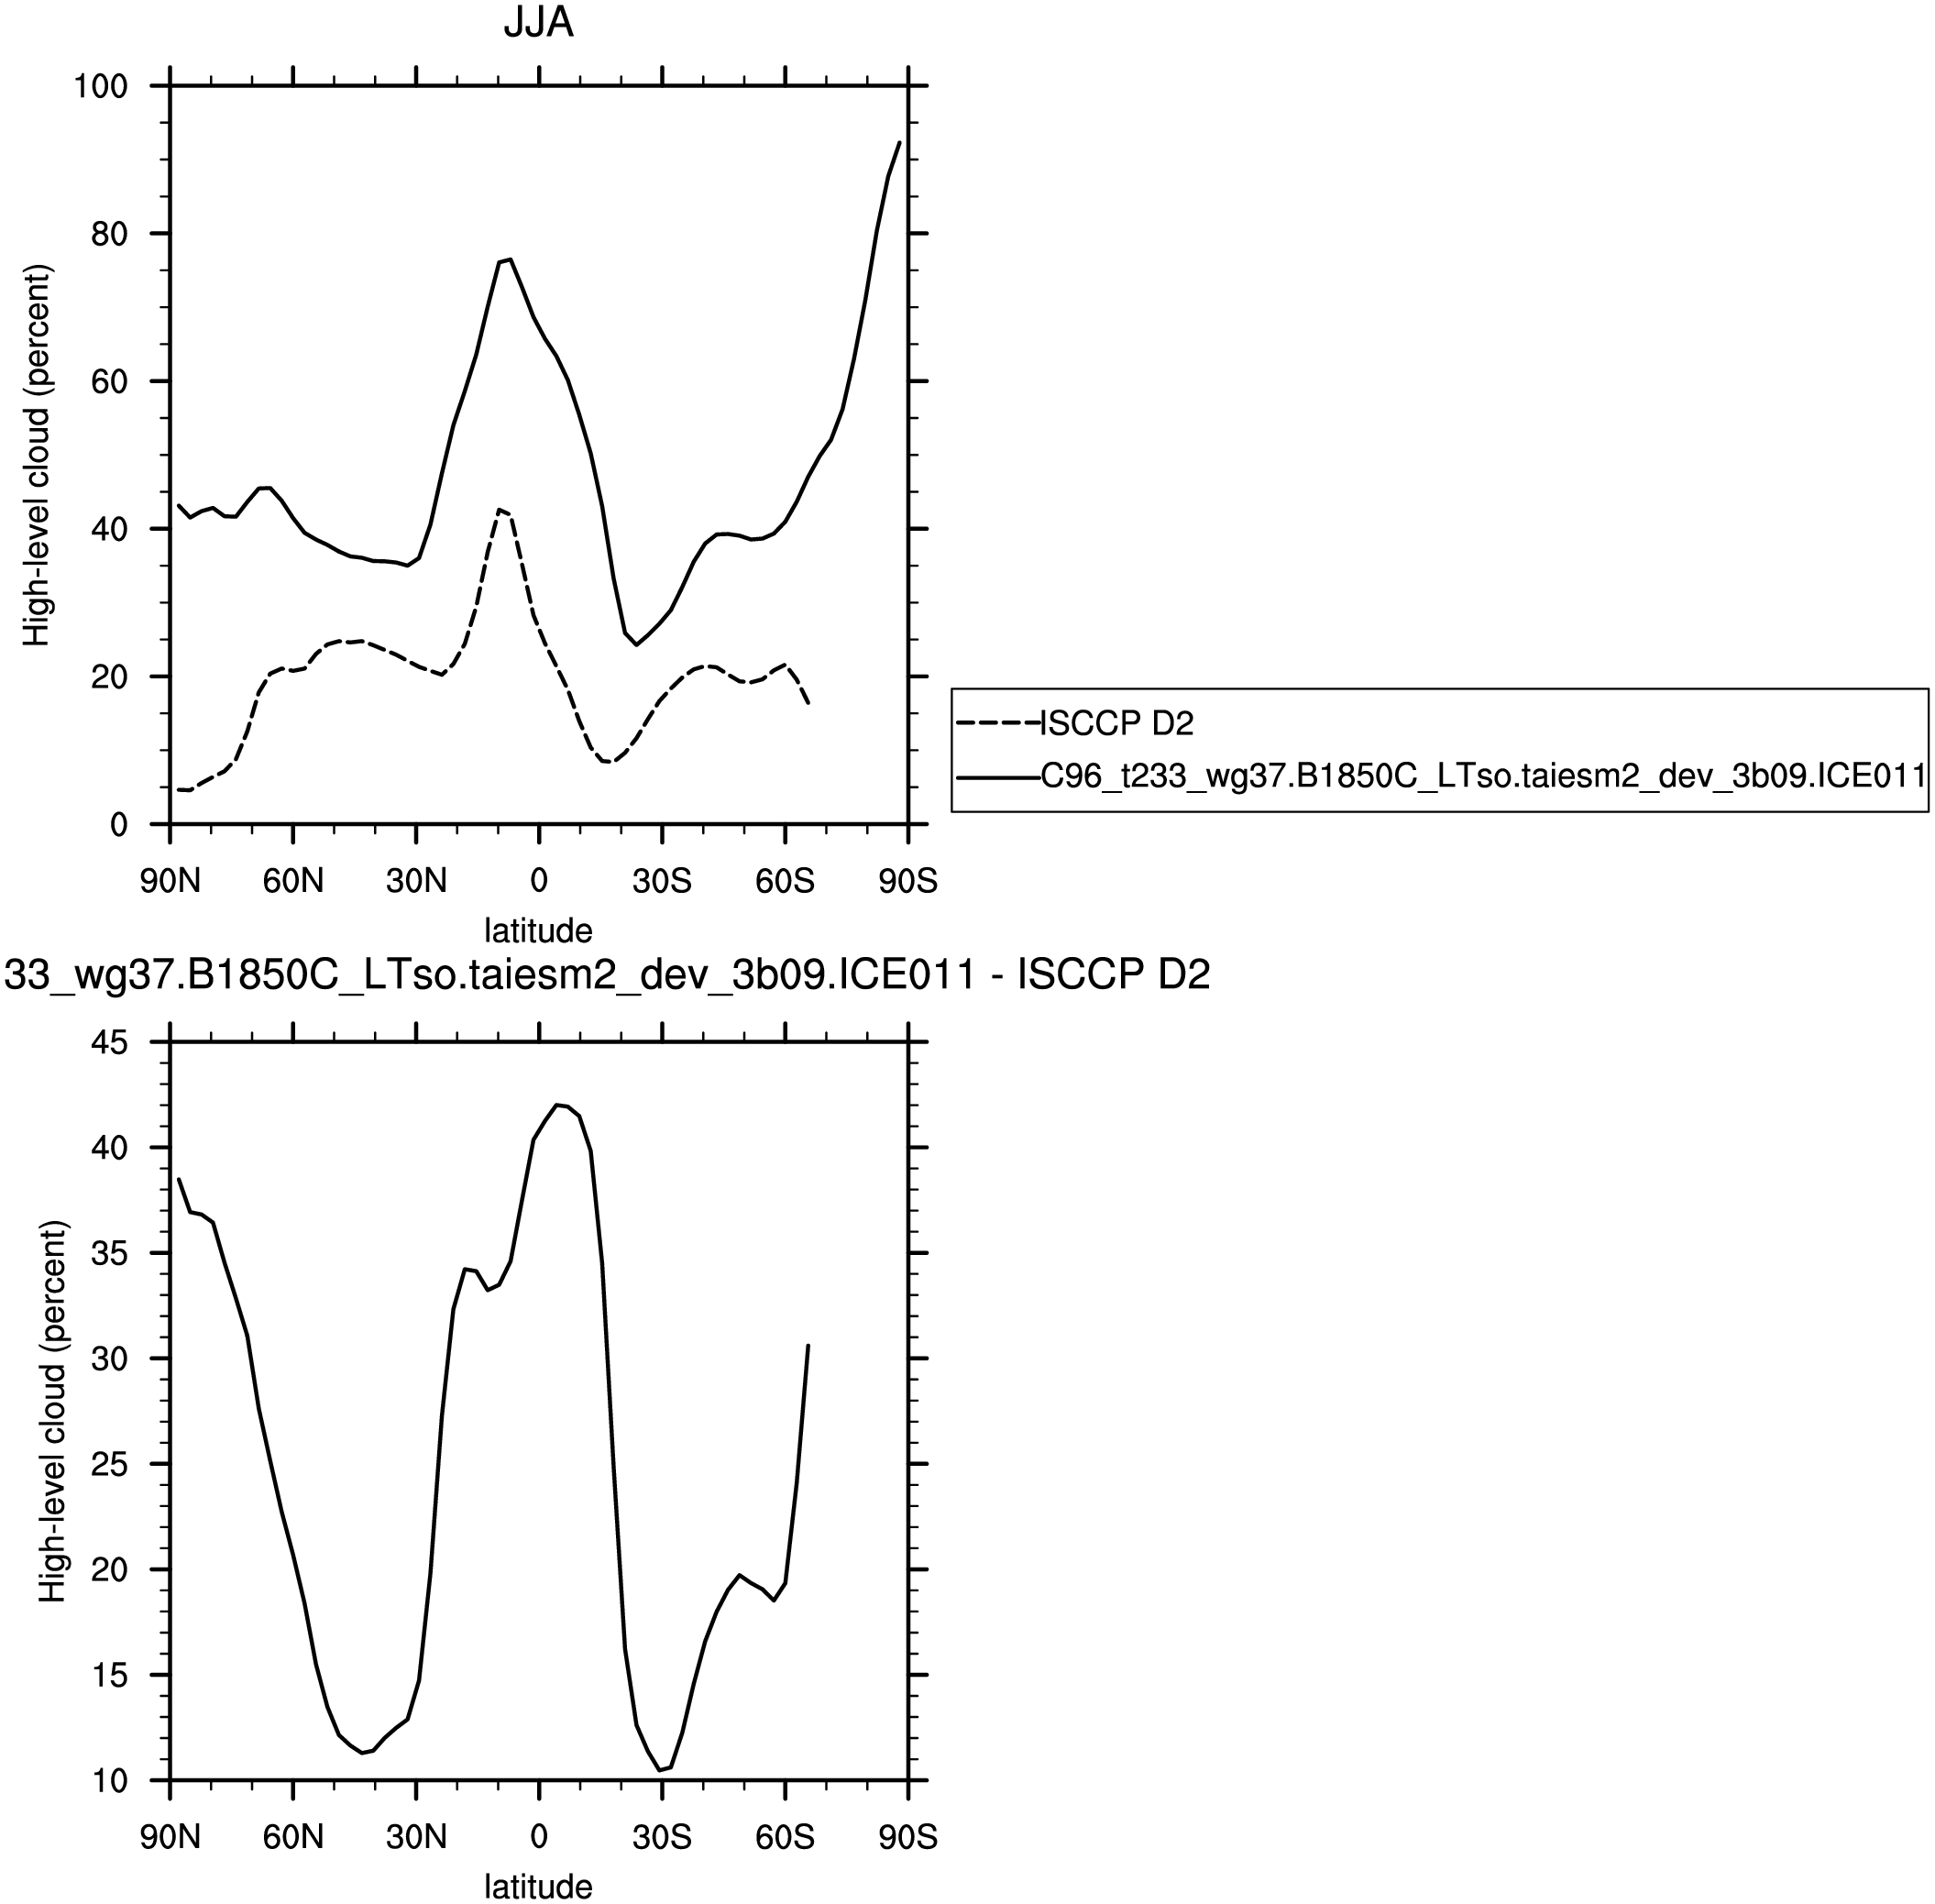 JJA
High-level cloud (percent)
100
80
60
40
20
0
90N 60N 30N 0 30S 60S 90S
latitude
ISCCP D2
C96_t233_wg37.B1850C_LTso.taiesm2_dev_3b09.ICE011
33_wg37.B1850C_LTso.taiesm2_dev_3b09.ICE011 - ISCCP D2
High-level cloud (percent)
45
40
35
30
25
20
15
10
90N 60N 30N 0 30S 60S 90S
latitude